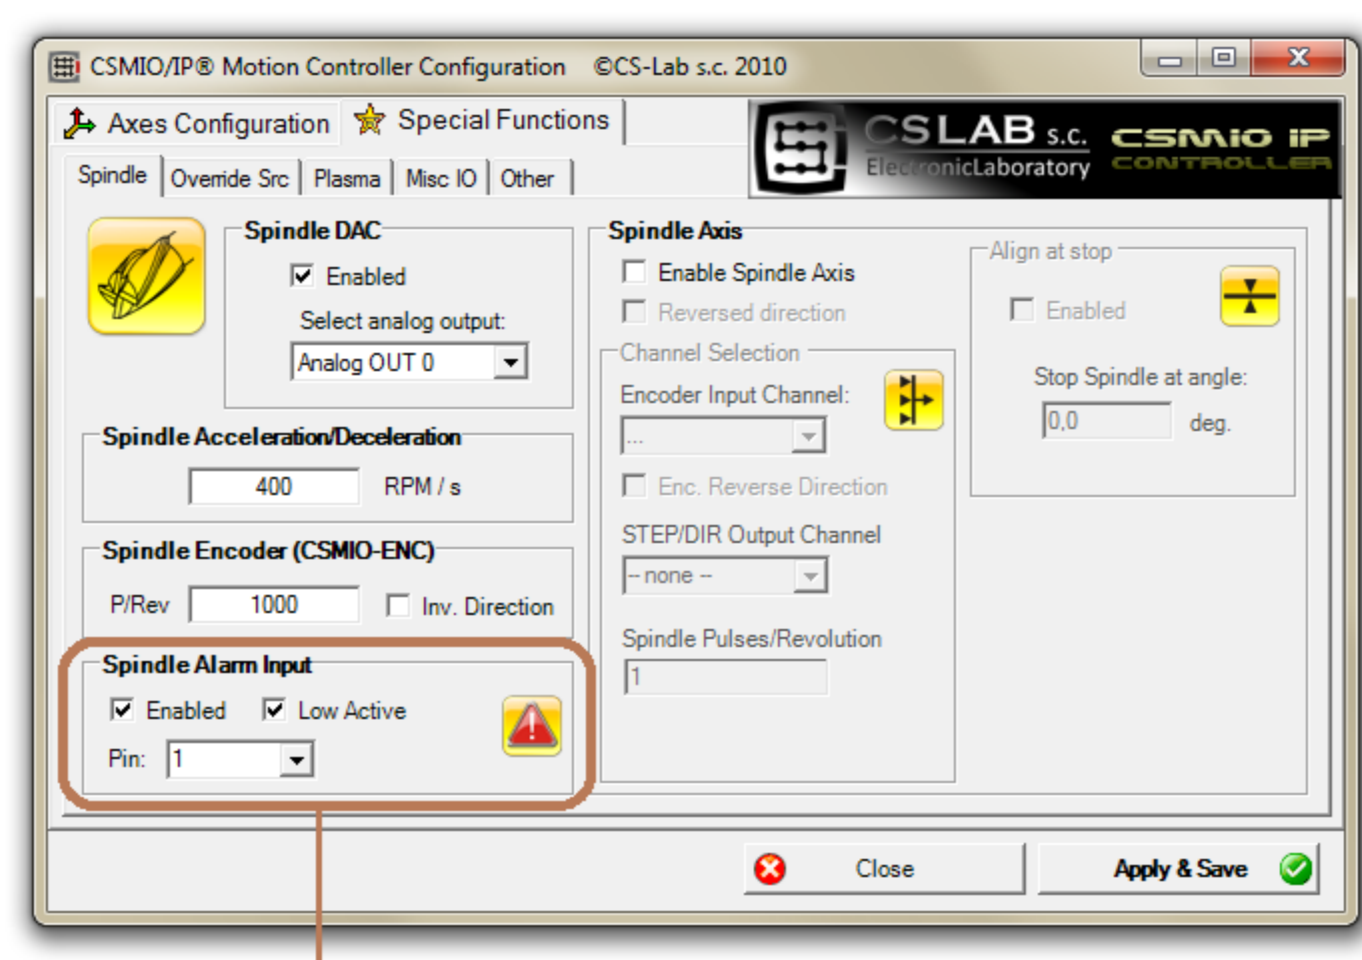 CSMIO/IP® Motion Controller Configuration ©CS-Lab s.c. 2010
Axes Configuration Special Functions
CSLAB s.c.
ElectronicLaboratory
CSMIO IP
CONTROLLER
Spindle Override Src Plasma Misc IO Other
Spindle DAC
Enabled
Select analog output:
Analog OUT 0
Spindle Acceleration/Deceleration
400 RPM / s
Spindle Encoder (CSMIO-ENC)
P/Rev 1000 Inv. Direction
Spindle Alarm Input
Enabled Low Active
Pin: 1
Spindle Axis
Enable Spindle Axis
Reversed direction
Channel Selection
Encoder Input Channel:
...
Enc. Reverse Direction
STEP/DIR Output Channel
-- none --
Spindle Pulses/Revolution
1
Align at stop
Enabled
Stop Spindle at angle:
0,0 deg.
Close Apply & Save